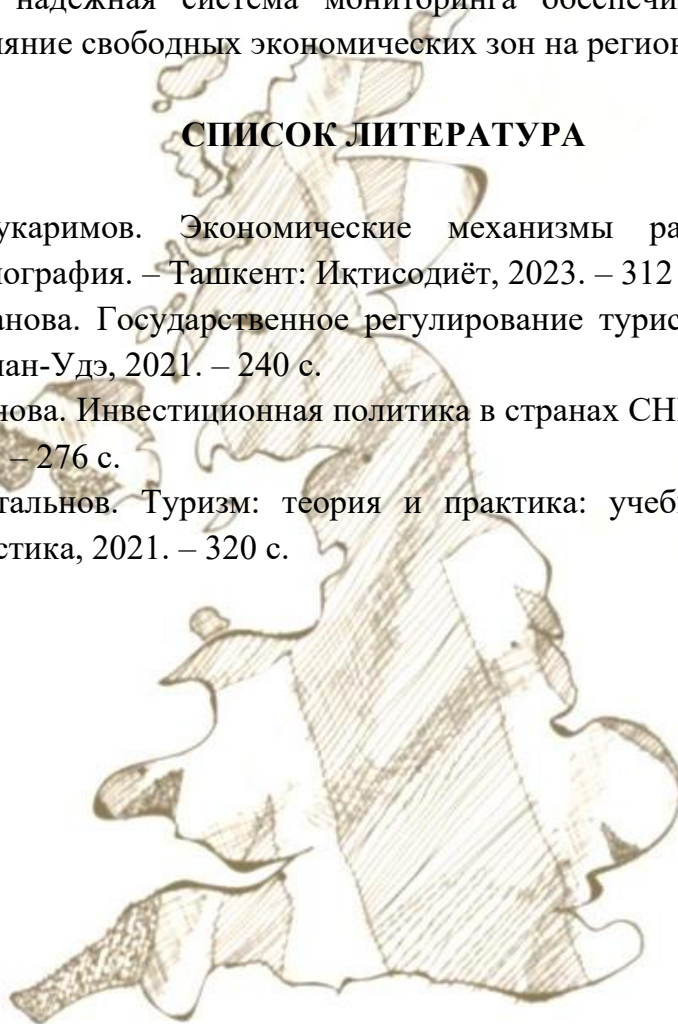 надежная система мониторинга обеспечи
яние свободных экономических зон на регион
СПИСОК ЛИТЕРАТУРА
укаримов. Экономические механизмы ра
ография. – Ташкент: Иқтисодиёт, 2023. – 312
анова. Государственное регулирование турис
лан-Удэ, 2021. – 240 с.
нова. Инвестиционная политика в странах СН
– 276 с.
тальнов. Туризм: теория и практика: учеб
стика, 2021. – 320 с.